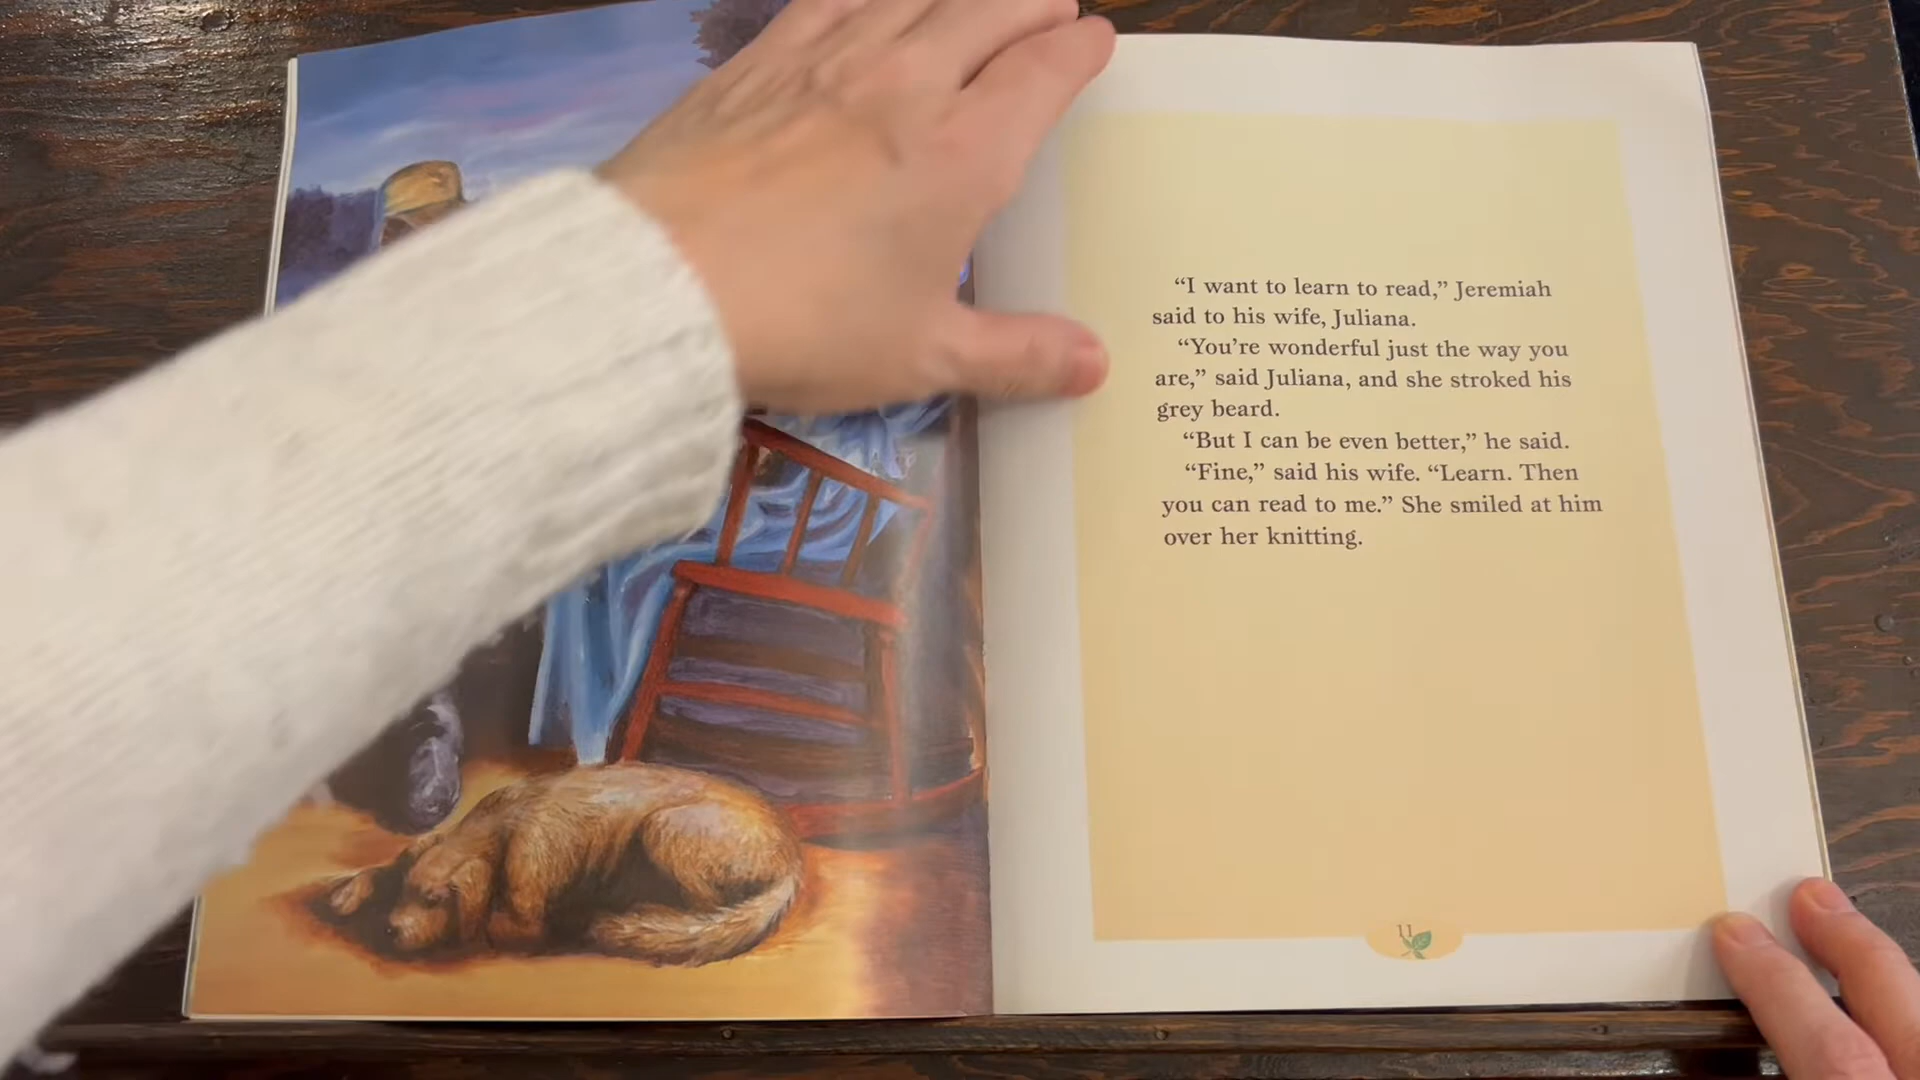 “I want to learn to read,” Jeremiah
said to his wife, Juliana.
“You’re wonderful just the way you
are,” said Juliana, and she stroked his
grey beard.
“But I can be even better,” he said.
“Fine,” said his wife. “Learn. Then
you can read to me.” She smiled at him
over her knitting.
11